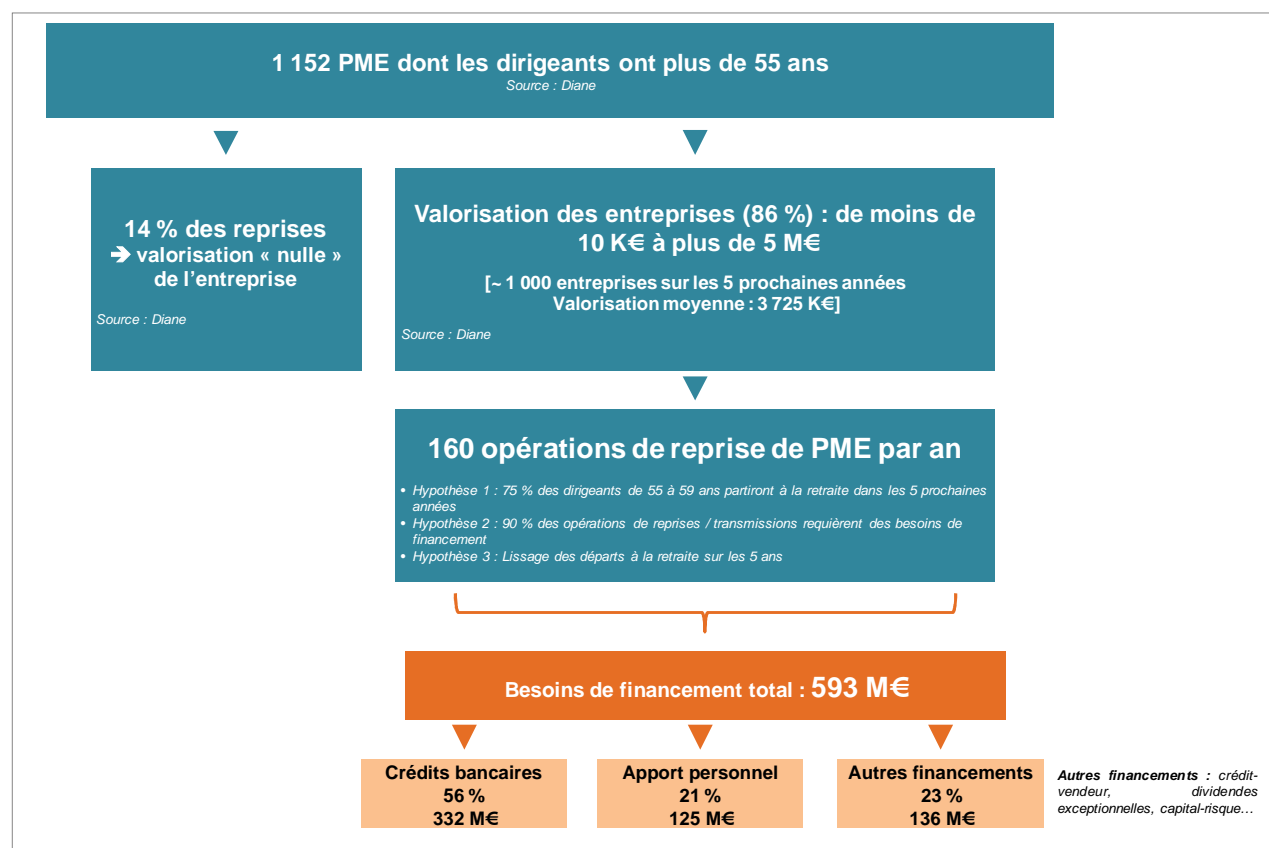 1 152 PME dont les dirigeants ont plus de 55 ans
Source : Diane
14 % des reprises
➔ valorisation « nulle »
de l'entreprise
Source : Diane
Valorisation des entreprises (86 %) : de moins de
10 K€ à plus de 5 M€
[~ 1 000 entreprises sur les 5 prochaines années
Valorisation moyenne : 3 725 K€]
Source : Diane
160 opérations de reprise de PME par an
• Hypothèse 1 : 75 % des dirigeants de 55 à 59 ans partiront à la retraite dans les 5 prochaines
années
• Hypothèse 2 : 90 % des opérations de reprises / transmissions requièrent des besoins de
financement
• Hypothèse 3 : Lissage des départs à la retraite sur les 5 ans
Besoins de financement total : 593 M€
Crédits bancaires
56 %
332 M€
Apport personnel
21 %
125 M€
Autres financements
23 %
136 M€
Autres financements : crédit-
vendeur, dividendes
exceptionnelles, capital-risque…